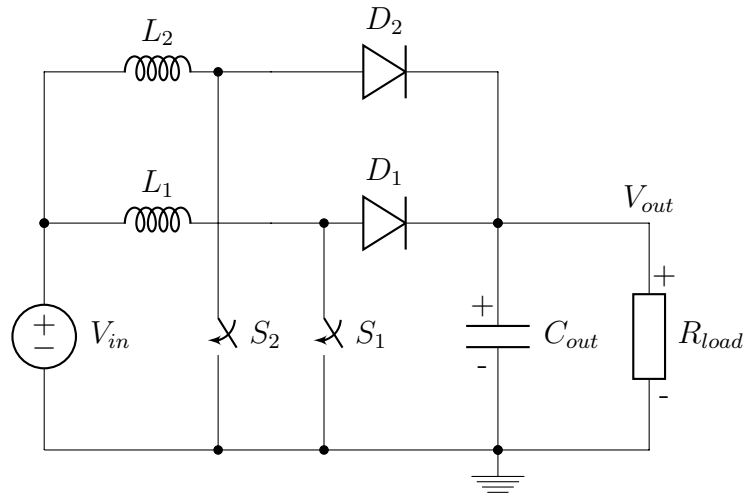 L2
D2
L1
D1
Vout
+
−
Vin
S2
S1
+
-
Cout
+
-
Rload